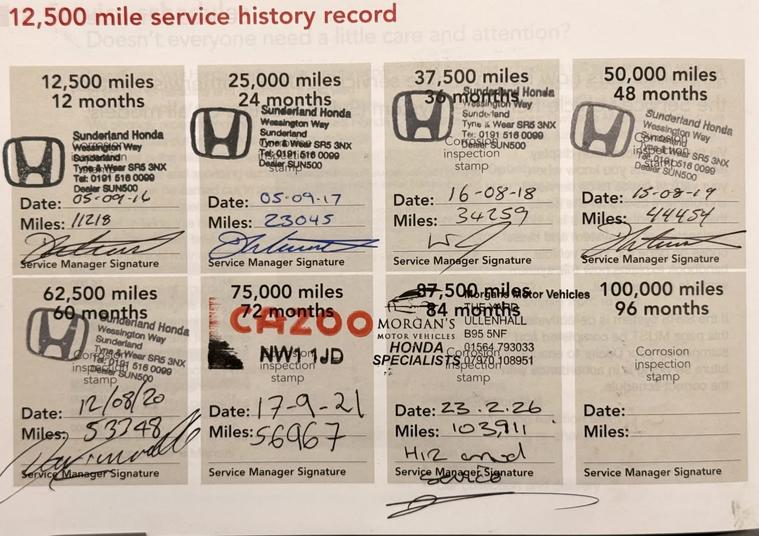 12,500 mile service history record
12,500 miles
12 months
Sunderland Honda
Wessington Way
Sunderland
Tyne & Wear SR5 3NX
Tel: 0191 516 0099
Dealer SUN500
Date: 05-09-16
Miles: 11218
Service Manager Signature
25,000 miles
24 months
Sunderland Honda
Wessington Way
Sunderland
Tyne & Wear SR5 3NX
Tel: 0191 516 0099
Dealer SUN500
stamp
Date: 05-09-17
Miles: 23045
Service Manager Signature
37,500 miles
36 months
Sunderland Honda
Wessington Way
Sunderland
Tyne & Wear SR5 3NX
Tel: 0191 516 0099
Corrosion
Dealer SUN500
inspection
stamp
Date: 16-08-18
Miles: 34259
Service Manager Signature
50,000 miles
48 months
Sunderland Honda
Wessington Way
Sunderland
Tyne & Wear SR5 3NX
Tel: 0191 516 0099
Dealer SUN500
Corrosion
inspection
stamp
Date: 15-08-19
Miles: 44454
Service Manager Signature
62,500 miles
60 months
Sunderland Honda
Wessington Way
Sunderland
Tyne & Wear SR5 3NX
Tel: 0191 516 0099
Dealer SUN500
Corrosion
inspection
stamp
Date: 12/08/20
Miles: 53748
Service Manager Signature
75,000 miles
72 months
CAZOO
NW1 1JD
Corrosion
inspection
stamp
Date: 17-9-21
Miles: 56967
Service Manager Signature
87,500 miles
84 months
Morgans Motor Vehicles
MORGAN'S
MOTOR VEHICLES
HONDA
SPECIALISTS
THE YARD
ULLENHALL
B95 5NF
01564 793033
07970 108951
Corrosion
inspection
stamp
Date: 23.2.26
Miles: 103,911
and
service
Service Manager Signature
100,000 miles
96 months
Corrosion
inspection
stamp
Date:
Miles:
Service Manager Signature